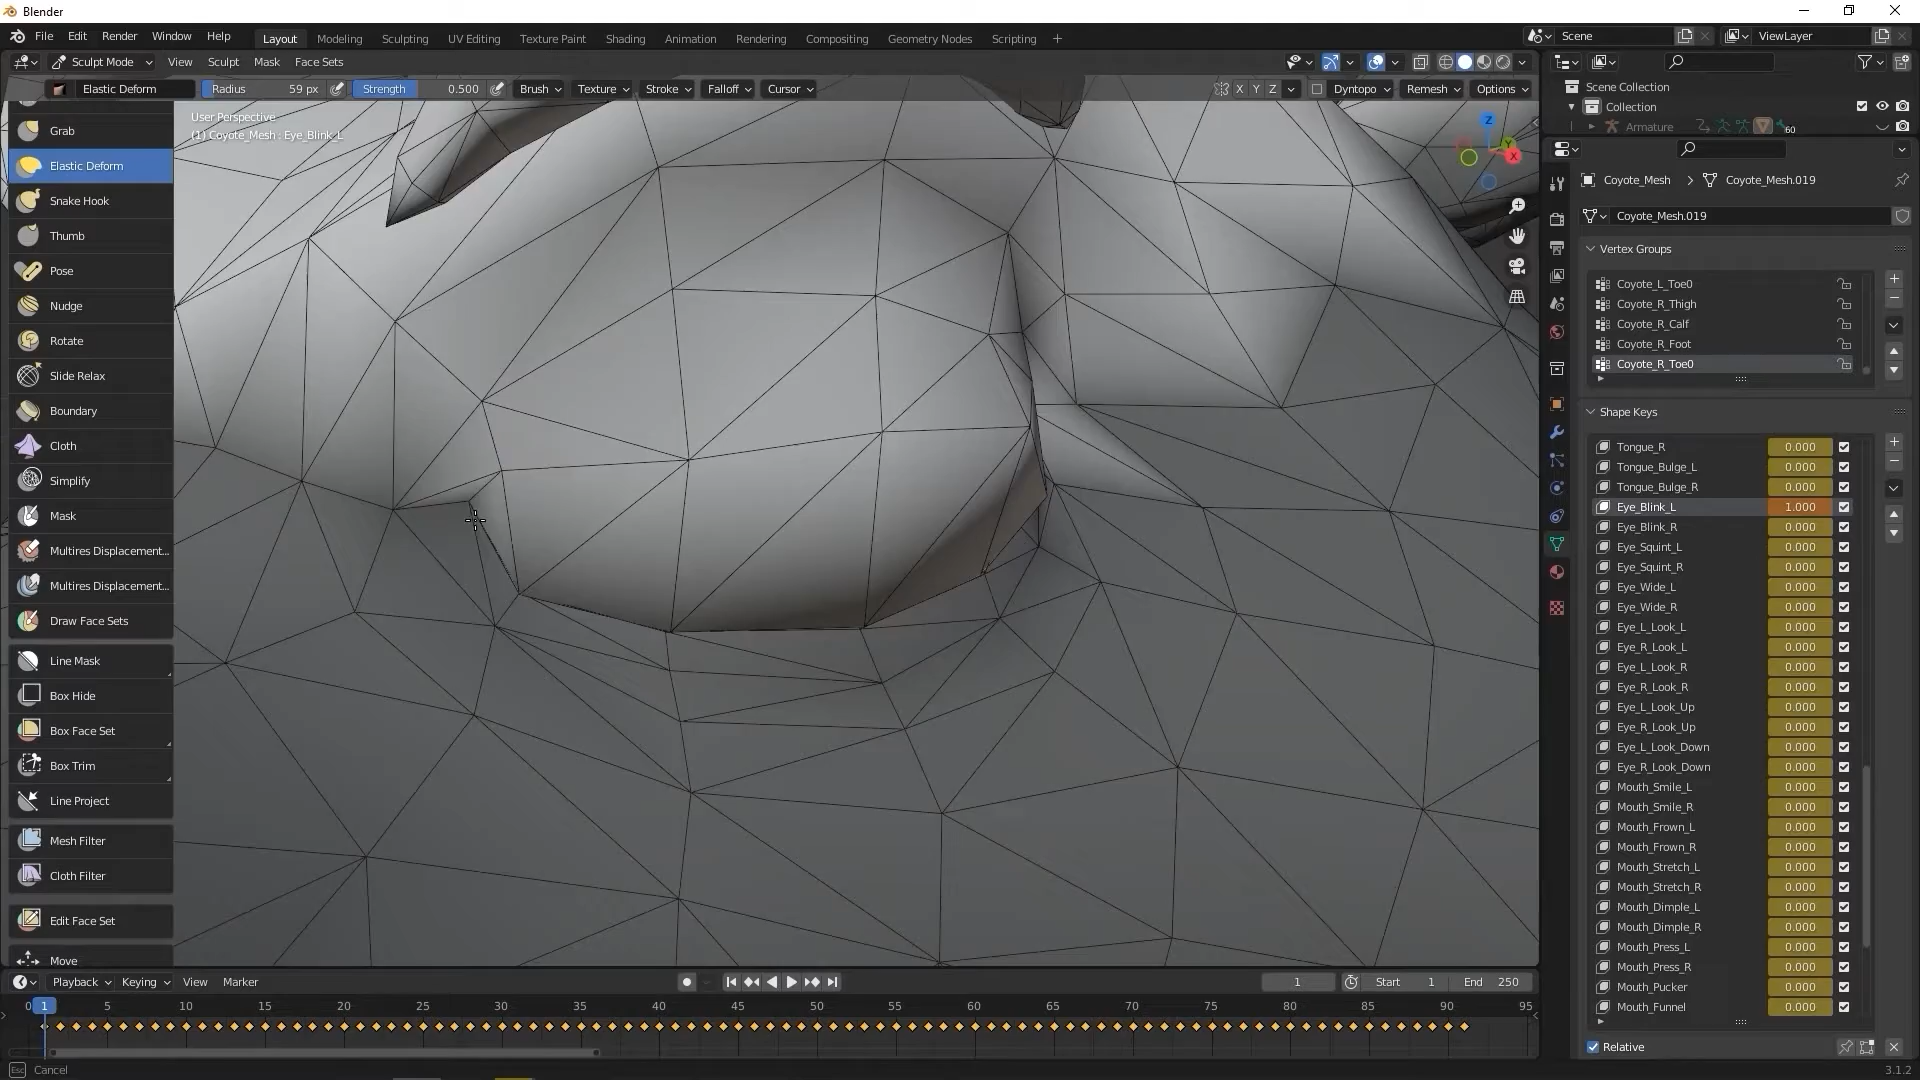 Blender
File Edit Render Window Help Layout Modeling Sculpting UV Editing Texture Paint Shading Animation Rendering Compositing Geometry Nodes Scripting + Scene ViewLayer
Sculpt Mode View Sculpt Mask Face Sets
Elastic Deform Radius 59 px Strength 0.500 Brush Texture Stroke Falloff Cursor X Y Z Dyntopo Remesh Options
Scene Collection
Collection
Armature 60
User Perspective
(1) Coyote_Mesh : Eye_Blink_L
Z
Y
X
Grab
Elastic Deform
Snake Hook
Thumb
Pose
Nudge
Rotate
Slide Relax
Boundary
Cloth
Simplify
Mask
Multires Displacement...
Multires Displacement...
Draw Face Sets
Line Mask
Box Hide
Box Face Set
Box Trim
Line Project
Mesh Filter
Cloth Filter
Edit Face Set
Move
Coyote_Mesh > Coyote_Mesh.019
Coyote_Mesh.019
Vertex Groups
Coyote_L_Toe0
Coyote_R_Thigh
Coyote_R_Calf
Coyote_R_Foot
Coyote_R_Toe0
Shape Keys
Tongue_R 0.000
Tongue_Bulge_L 0.000
Tongue_Bulge_R 0.000
Eye_Blink_L 1.000
Eye_Blink_R 0.000
Eye_Squint_L 0.000
Eye_Squint_R 0.000
Eye_Wide_L 0.000
Eye_Wide_R 0.000
Eye_L_Look_L 0.000
Eye_R_Look_L 0.000
Eye_L_Look_R 0.000
Eye_R_Look_R 0.000
Eye_L_Look_Up 0.000
Eye_R_Look_Up 0.000
Eye_L_Look_Down 0.000
Eye_R_Look_Down 0.000
Mouth_Smile_L 0.000
Mouth_Smile_R 0.000
Mouth_Frown_L 0.000
Mouth_Frown_R 0.000
Mouth_Stretch_L 0.000
Mouth_Stretch_R 0.000
Mouth_Dimple_L 0.000
Mouth_Dimple_R 0.000
Mouth_Press_L 0.000
Mouth_Press_R 0.000
Mouth_Pucker 0.000
Mouth_Funnel 0.000
Relative
Playback Keying View Marker 1 Start 1 End 250
0 1 5 10 15 20 25 30 35 40 45 50 55 60 65 70 75 80 85 90 95
Esc Cancel 3.1.2